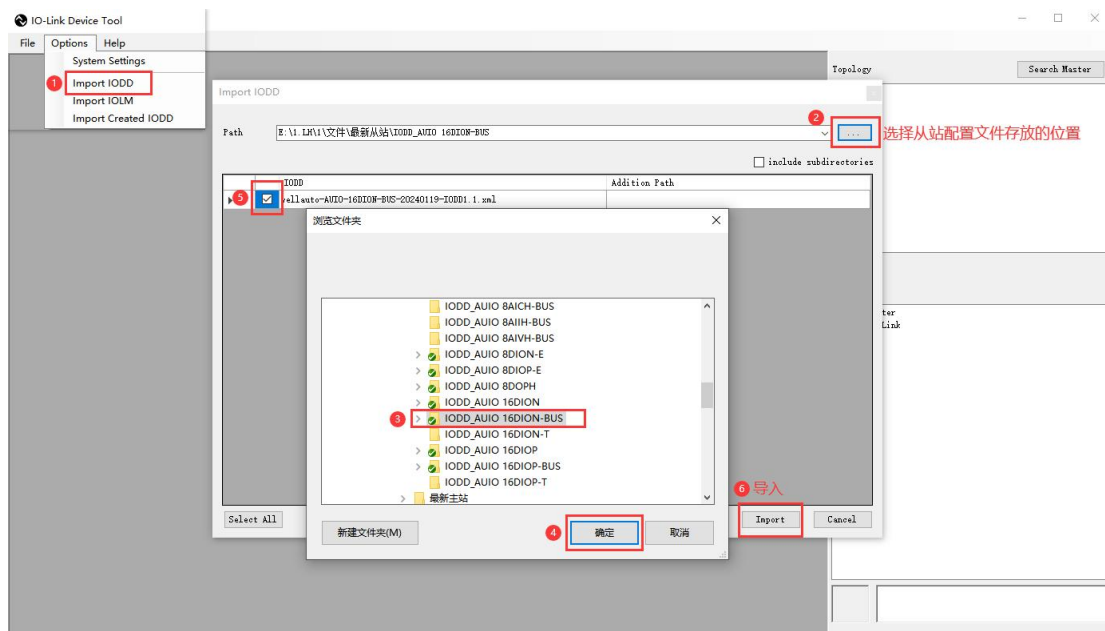 IO-Link Device Tool
File Options Help
System Settings
1 Import IODD
Import IOLM
Import Created IODD
Topology Search Master
Import IODD
Path E:\1.LH\1\文件\最新从站\IODD_AUIO 16DION-BUS
2 ... 选择从站配置文件存放的位置
include subdirectories
IODD Addition Path
5 vellauto-AUIO-16DION-BUS-20240119-IODD1.1.xml
浏览文件夹
IODD_AUIO 8AICH-BUS
IODD_AUIO 8AIIH-BUS
IODD_AUIO 8AIVH-BUS
IODD_AUIO 8DION-E
IODD_AUIO 8DIOP-E
IODD_AUIO 8DOPH
IODD_AUIO 16DION
3 IODD_AUIO 16DION-BUS
IODD_AUIO 16DION-T
IODD_AUIO 16DIOP
IODD_AUIO 16DIOP-BUS
IODD_AUIO 16DIOP-T
最新主站
新建文件夹(M) 4 确定 取消
6 导入
Select All Import Cancel
ter
Link